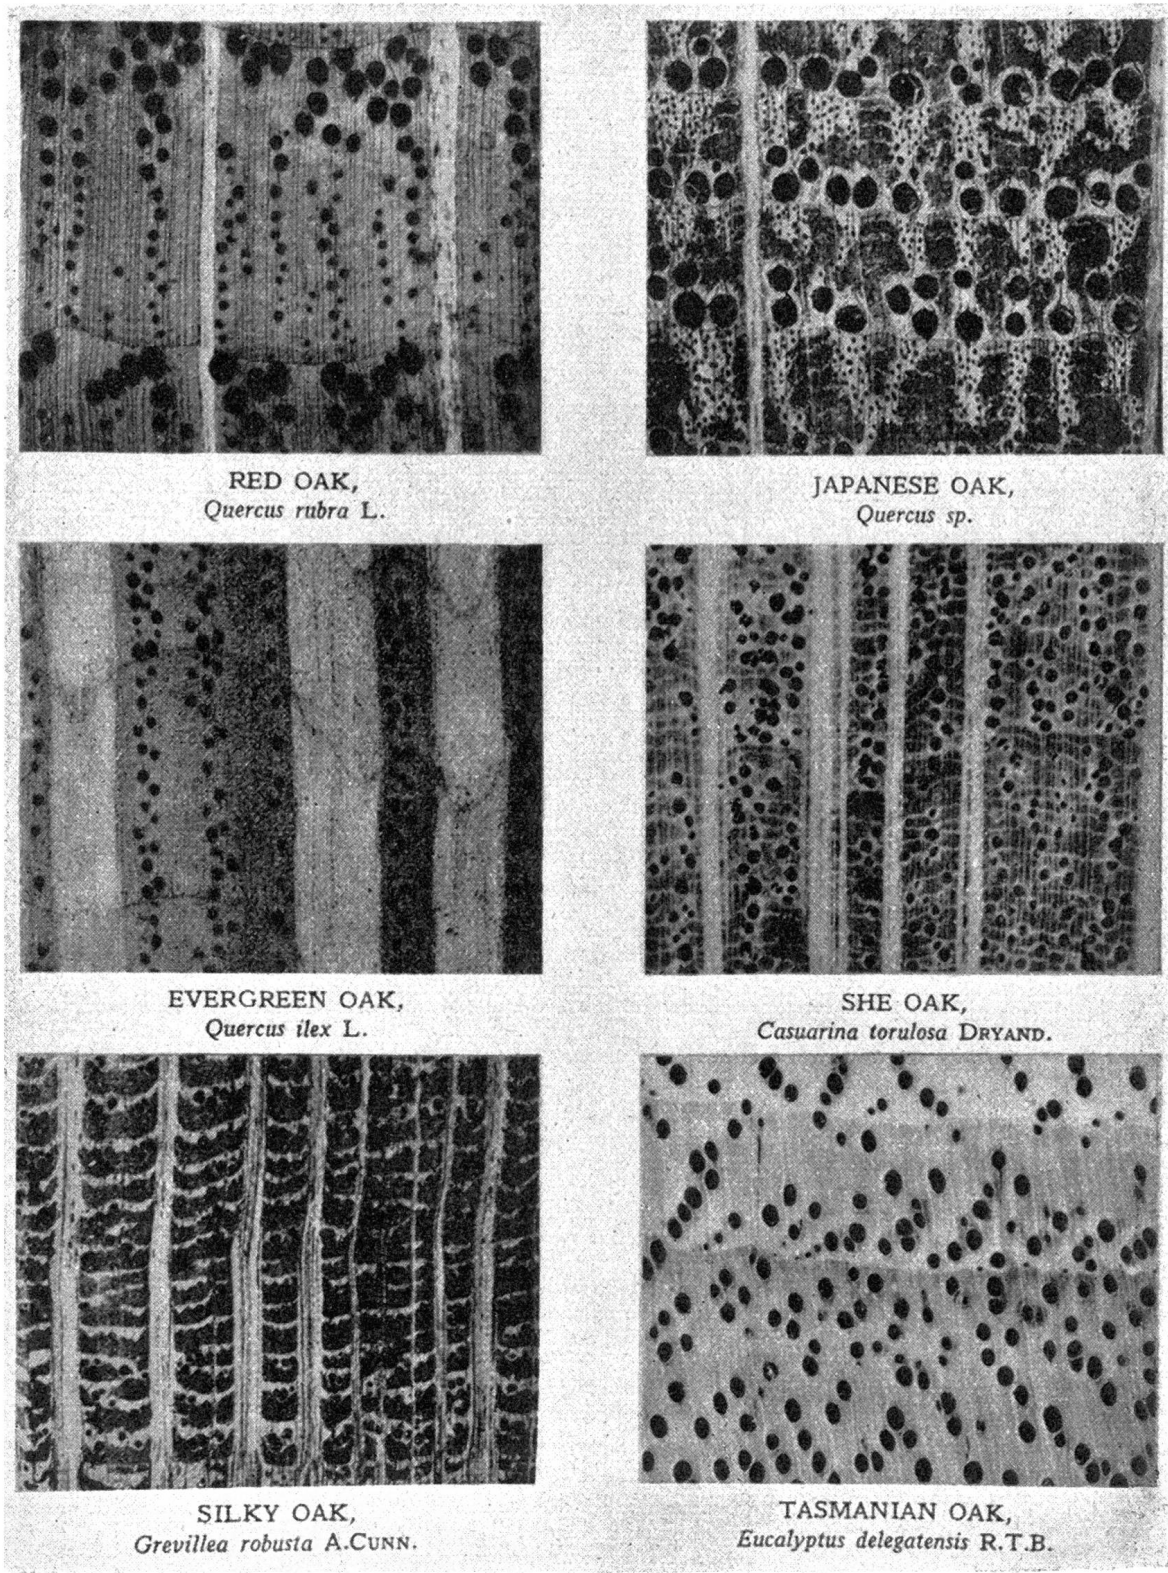 RED OAK,
Quercus rubra L.
JAPANESE OAK,
Quercus sp.
EVERGREEN OAK,
Quercus ilex L.
SHE OAK,
Casuarina torulosa DRYAND.
SILKY OAK,
Grevillea robusta A.CUNN.
TASMANIAN OAK,
Eucalyptus delegatensis R.T.B.